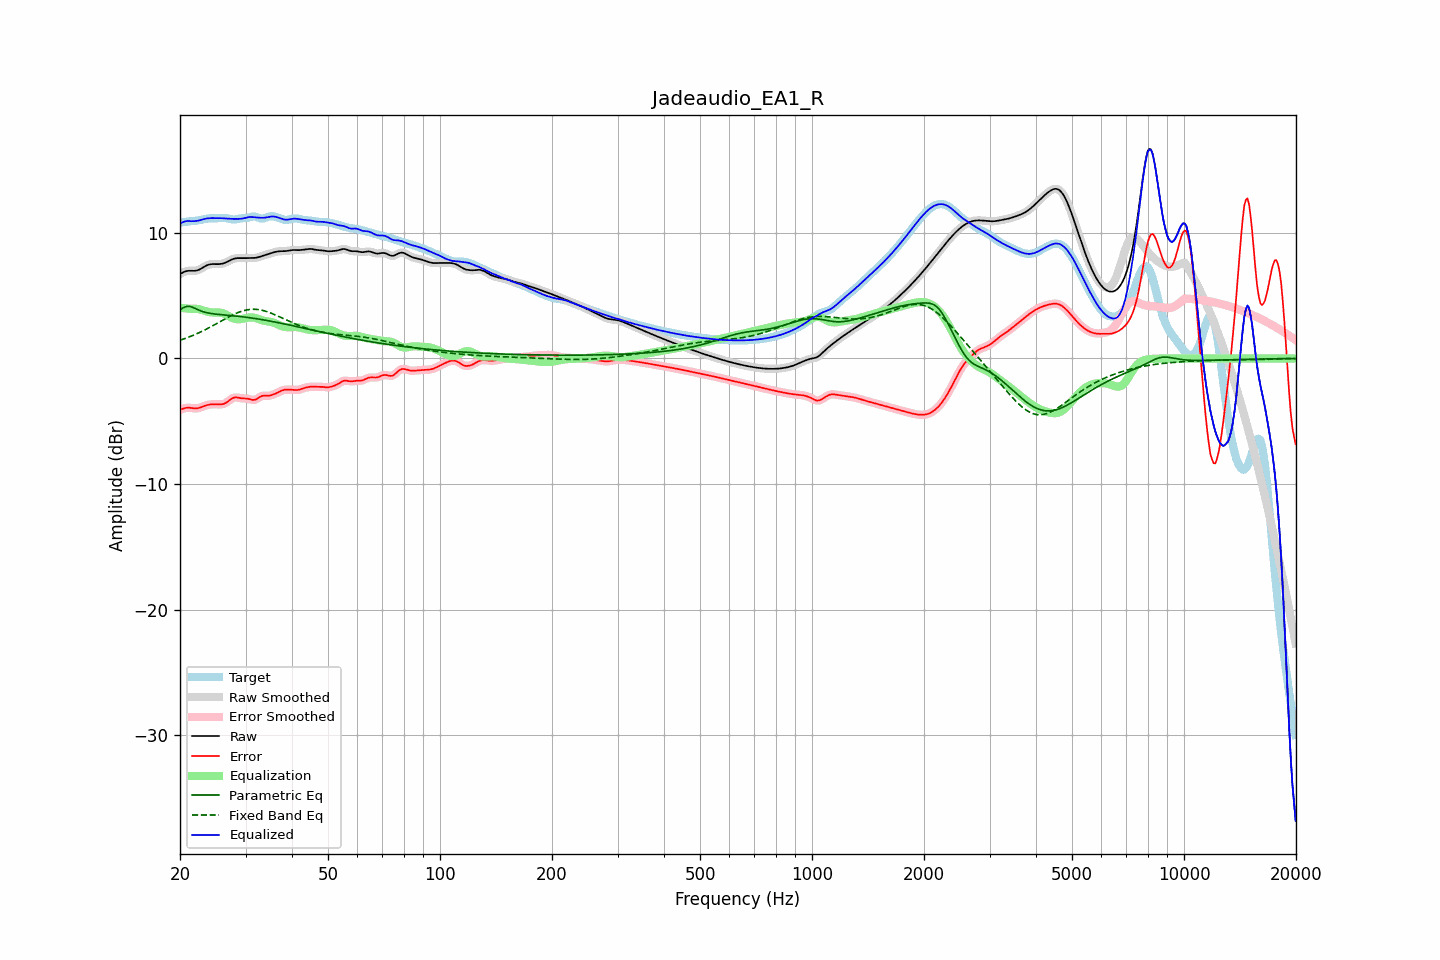 Jadeaudio_EA1_R
Amplitude (dBr)
10
0
−10
−20
−30
Target
Raw Smoothed
Error Smoothed
Raw
Error
Equalization
Parametric Eq
Fixed Band Eq
Equalized
20
50
100
200
500
1000
2000
5000
10000
20000
Frequency (Hz)